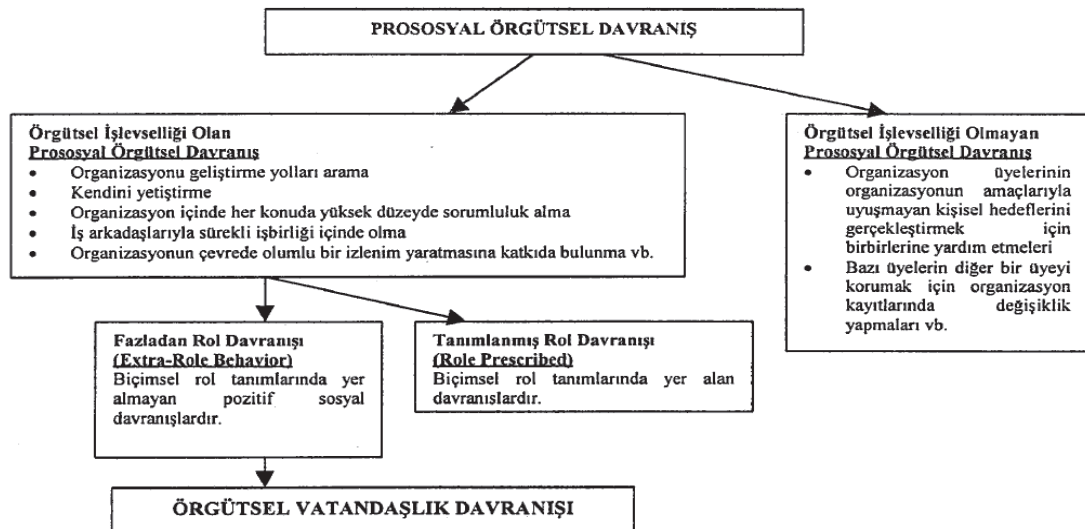 PROSOSYAL ÖRGÜTSEL DAVRANIŞ
Örgütsel İşlevselliği Olan
Prososyal Örgütsel Davranış
• Organizasyonu geliştirme yolları arama
• Kendini yetiştirme
• Organizasyon içinde her konuda yüksek düzeyde sorumluluk alma
• İş arkadaşlarıyla sürekli işbirliği içinde olma
• Organizasyonun çevrede olumlu bir izlenim yaratmasına katkıda bulunma vb.
Örgütsel İşlevselliği Olmayan
Prososyal Örgütsel Davranış
• Organizasyon üyelerinin
organizasyonun amaçlarıyla
uyuşmayan kişisel hedeflerini
gerçekleştirmek için
birbirlerine yardım etmeleri
• Bazı üyelerin diğer bir üyeyi
korumak için organizasyon
kayıtlarında değişiklik
yapmaları vb.
Fazladan Rol Davranışı
(Extra-Role Behavior)
Biçimsel rol tanımlarında yer
almayan pozitif sosyal
davranışlardır.
Tanımlanmış Rol Davranışı
(Role Prescribed)
Biçimsel rol tanımlarında yer alan
davranışlardır.
ÖRGÜTSEL VATANDAŞLIK DAVRANIŞI